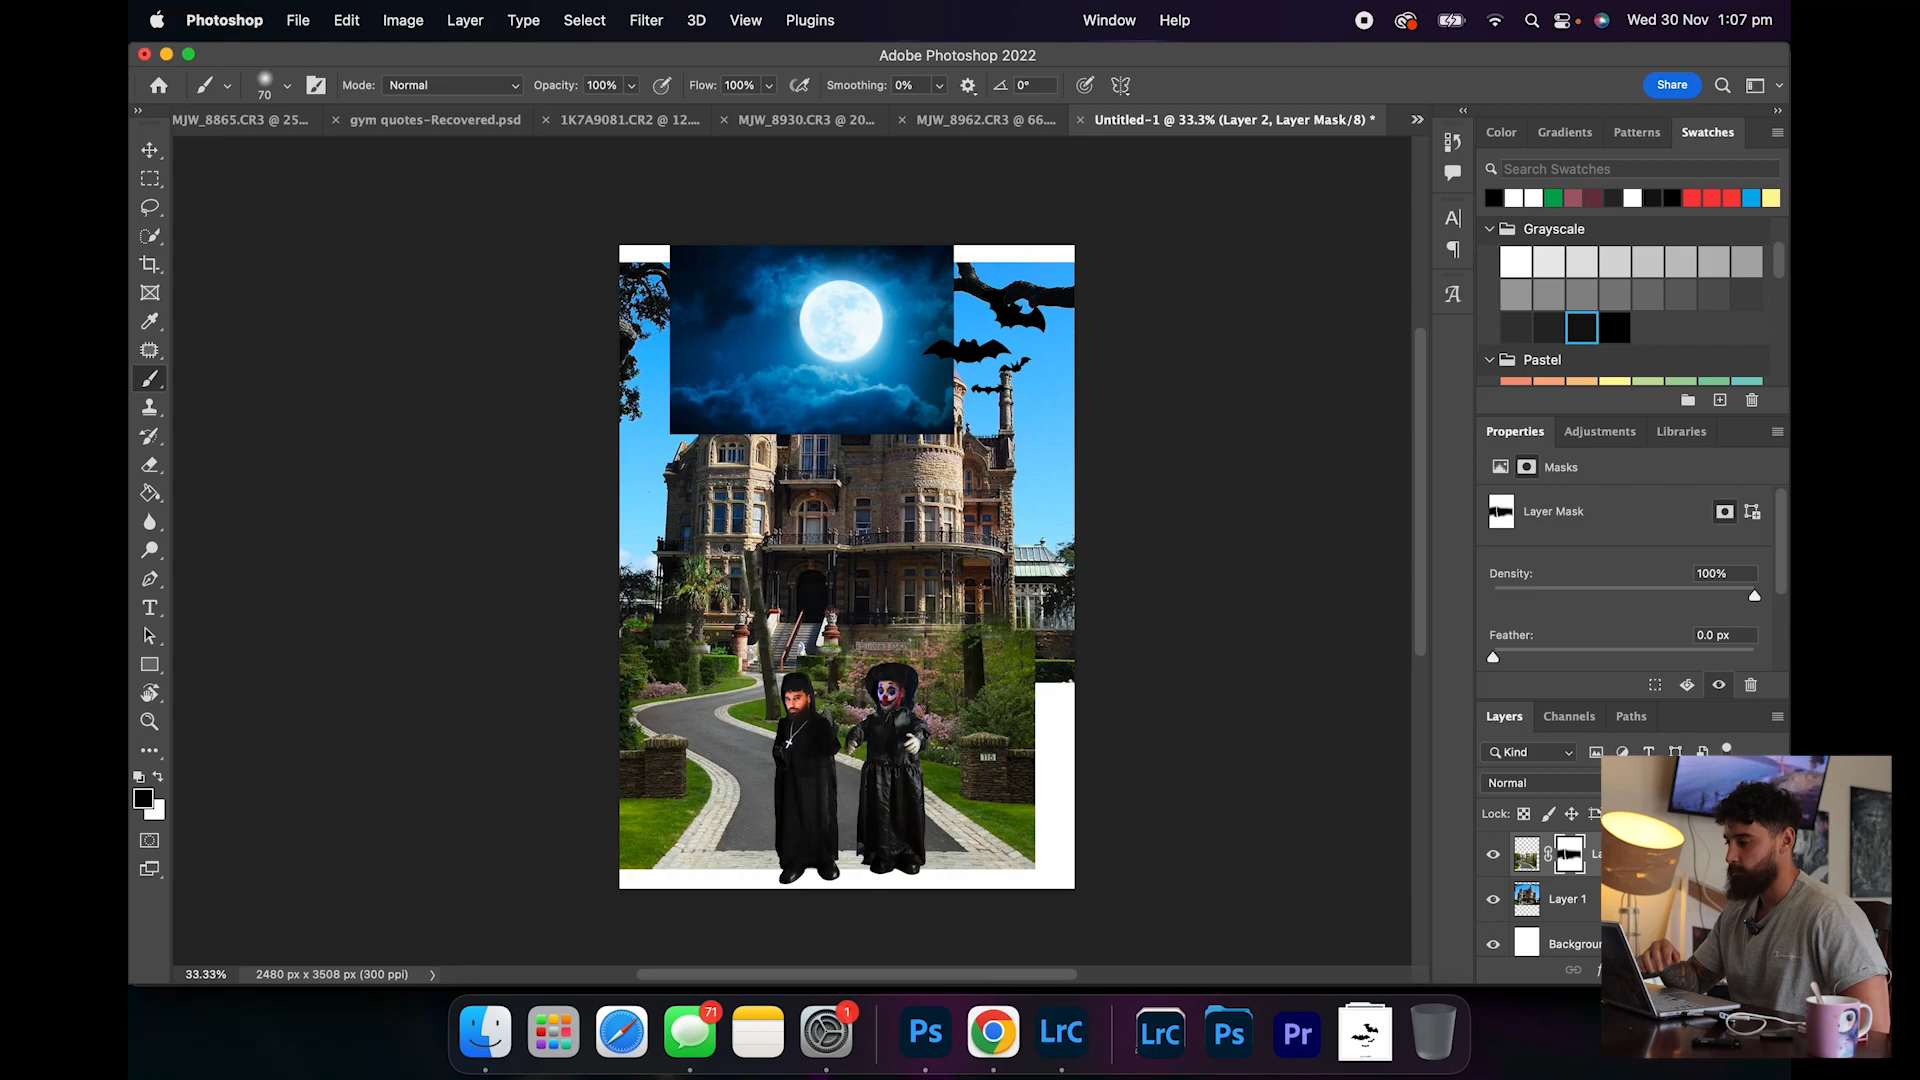 Photoshop File Edit Image Layer Type Select Filter 3D View Plugins Window Help Wed 30 Nov 1:07 pm
Adobe Photoshop 2022
70 Mode: Normal Opacity: 100% Flow: 100% Smoothing: 0% 0° Share
MJW_8865.CR3 @ 25... gym quotes-Recovered.psd 1K7A9081.CR2 @ 12.... MJW_8930.CR3 @ 20... MJW_8962.CR3 @ 66.... Untitled-1 @ 33.3% (Layer 2, Layer Mask/8) *
Color Gradients Patterns Swatches
Search Swatches
Grayscale
Pastel
Properties Adjustments Libraries
Masks
Layer Mask
Density: 100%
Feather: 0.0 px
Layers Channels Paths
Kind
Normal
Lock:
La
Layer 1
Backgrou
115
33.33% 2480 px x 3508 px (300 ppi)
71 1
Ps LrC LrC Ps Pr